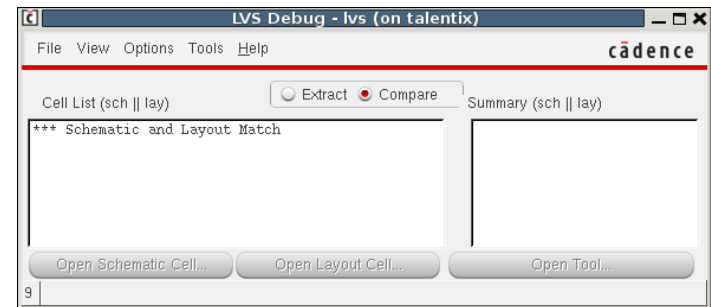 LVS Debug - lvs (on talentix)
File View Options Tools Help
cādence
Extract Compare
Cell List (sch || lay)
Summary (sch || lay)
*** Schematic and Layout Match
Open Schematic Cell... Open Layout Cell... Open Tool...
9